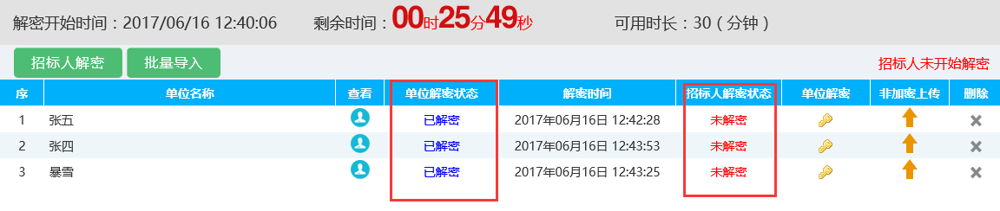 解密开始时间：2017/06/16 12:40:06 剩余时间：00时25分49秒 可用时长：30（分钟）
招标人解密 批量导入 招标人未开始解密
序 单位名称 查看 单位解密状态 解密时间 招标人解密状态 单位解密 非加密上传 删除
1 张五 已解密 2017年06月16日 12:42:28 未解密
2 张四 已解密 2017年06月16日 12:43:53 未解密
3 暴雪 已解密 2017年06月16日 12:43:25 未解密